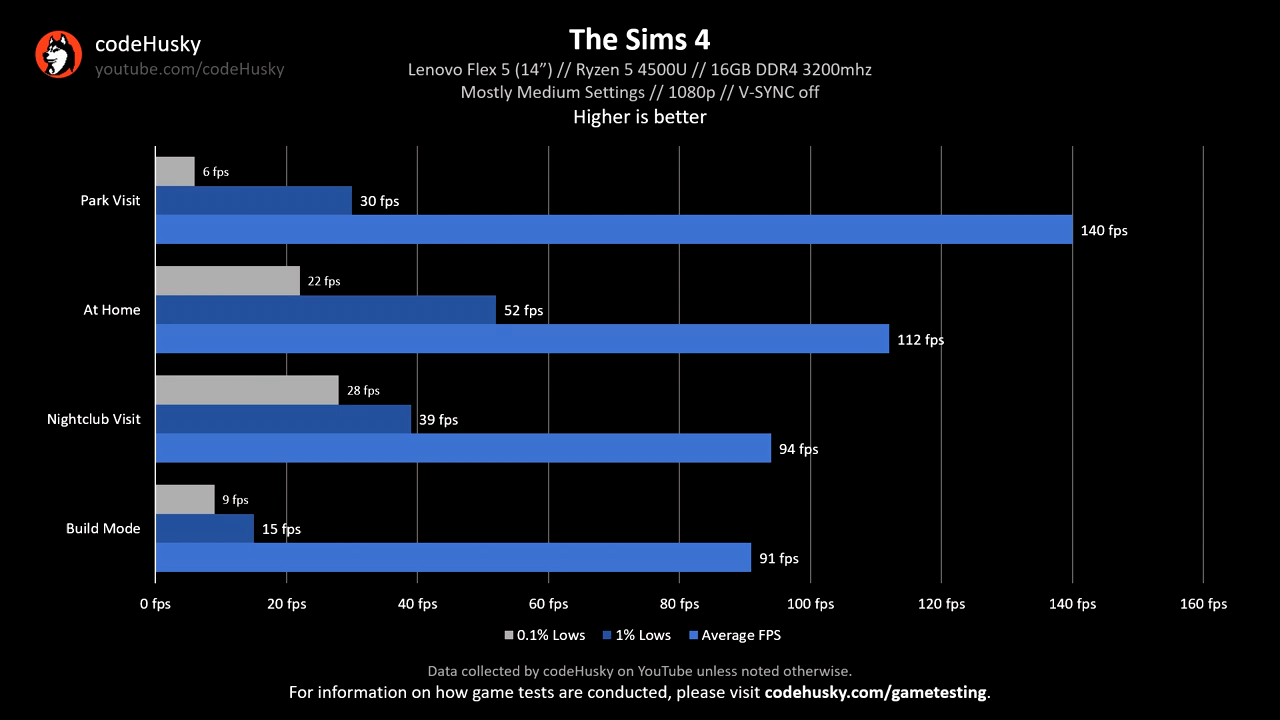 codeHusky
youtube.com/codeHusky
The Sims 4
Lenovo Flex 5 (14”) // Ryzen 5 4500U // 16GB DDR4 3200mhz
Mostly Medium Settings // 1080p // V-SYNC off
Higher is better
6 fps
Park Visit
30 fps
140 fps
22 fps
At Home
52 fps
112 fps
28 fps
Nightclub Visit
39 fps
94 fps
9 fps
Build Mode
15 fps
91 fps
0 fps 20 fps 40 fps 60 fps 80 fps 100 fps 120 fps 140 fps 160 fps
0.1% Lows 1% Lows Average FPS
Data collected by codeHusky on YouTube unless noted otherwise.
For information on how game tests are conducted, please visit codehusky.com/gametesting.